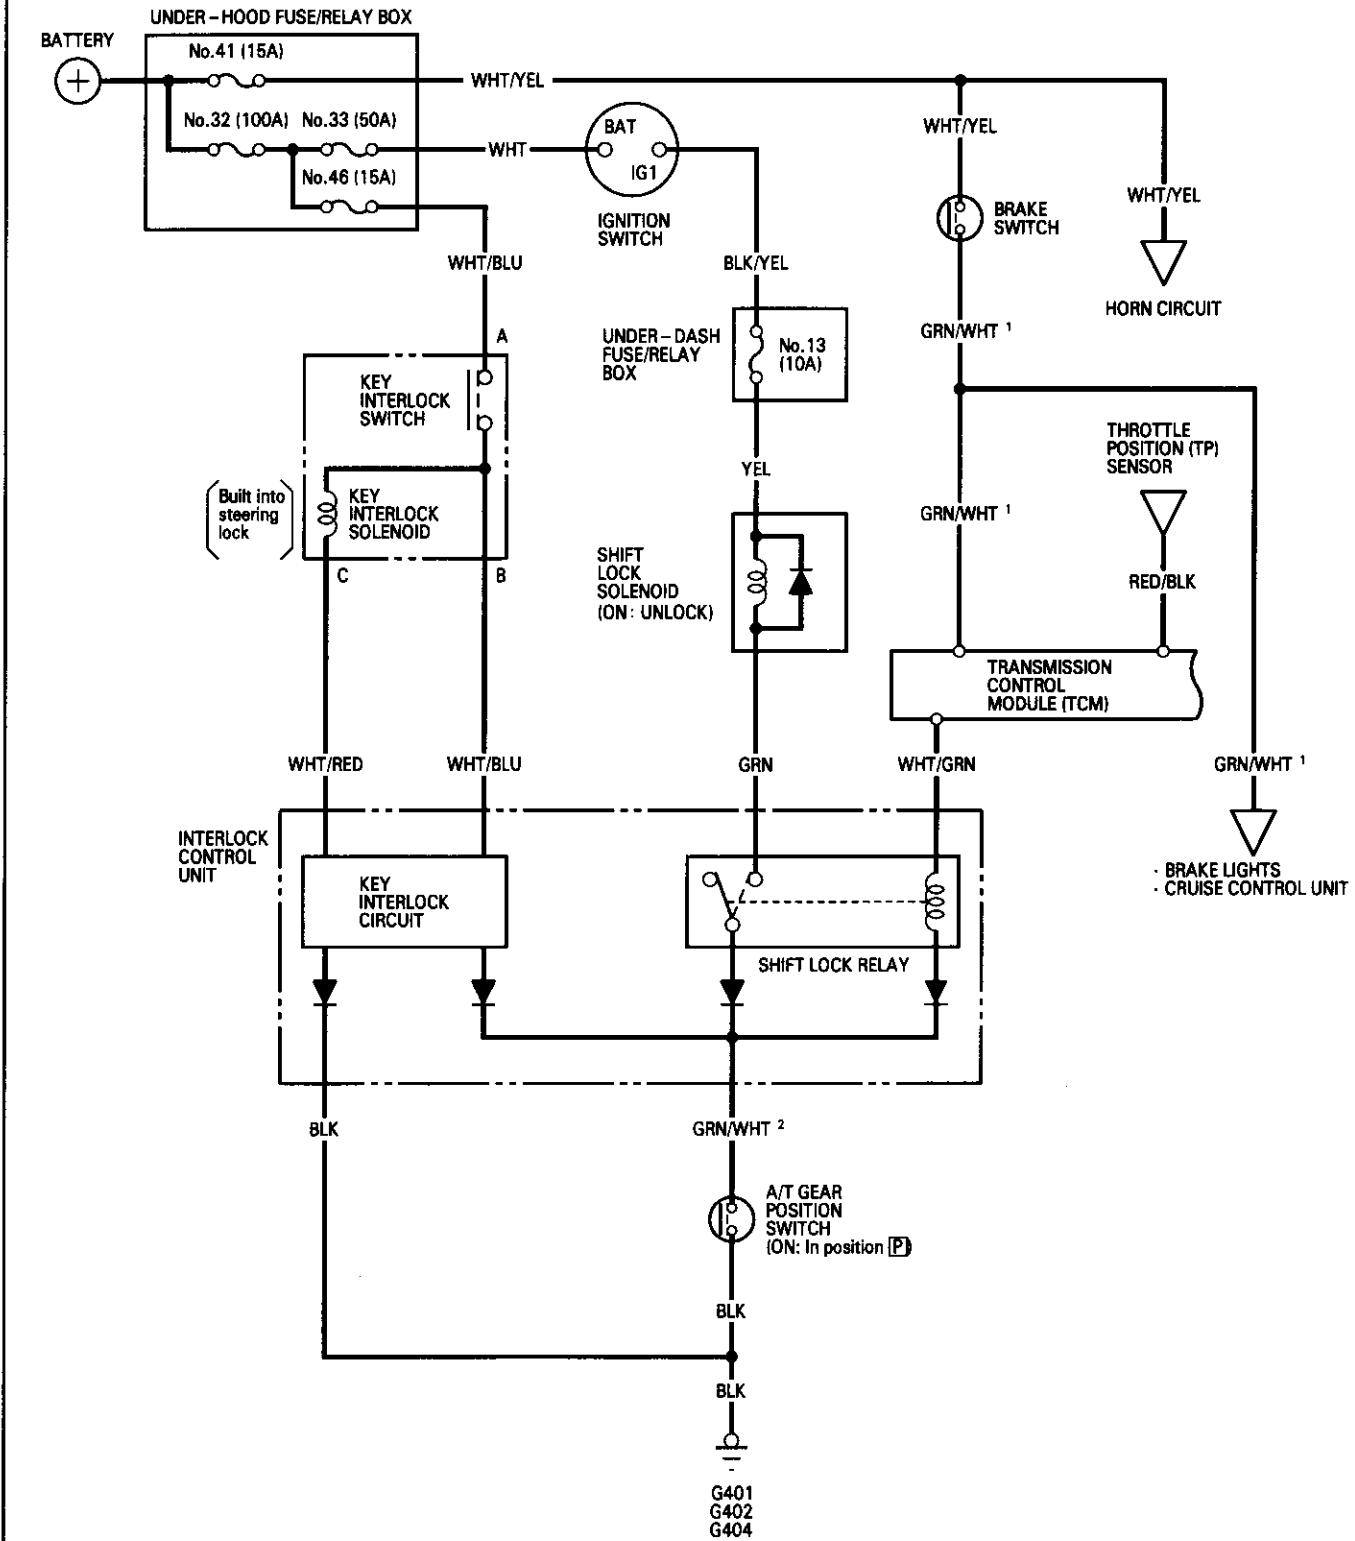 UNDER-HOOD FUSE/RELAY BOX
BATTERY
+
No.41 (15A)
WHT/YEL
No.32 (100A)
No.33 (50A)
WHT
No.46 (15A)
BAT
IG1
IGNITION
SWITCH
WHT/YEL
WHT/YEL
BRAKE
SWITCH
WHT/BLU
BLK/YEL
HORN CIRCUIT
GRN/WHT 1
A
UNDER-DASH
FUSE/RELAY
BOX
No.13
(10A)
KEY
INTERLOCK
SWITCH
THROTTLE
POSITION (TP)
SENSOR
YEL
Built into
steering
lock
KEY
INTERLOCK
SOLENOID
GRN/WHT 1
C
B
SHIFT
LOCK
SOLENOID
(ON: UNLOCK)
RED/BLK
TRANSMISSION
CONTROL
MODULE (TCM)
WHT/RED
WHT/BLU
GRN
WHT/GRN
GRN/WHT 1
INTERLOCK
CONTROL
UNIT
KEY
INTERLOCK
CIRCUIT
· BRAKE LIGHTS
· CRUISE CONTROL UNIT
SHIFT LOCK RELAY
BLK
GRN/WHT 2
A/T GEAR
POSITION
SWITCH
(ON: In position P)
BLK
BLK
G401
G402
G404